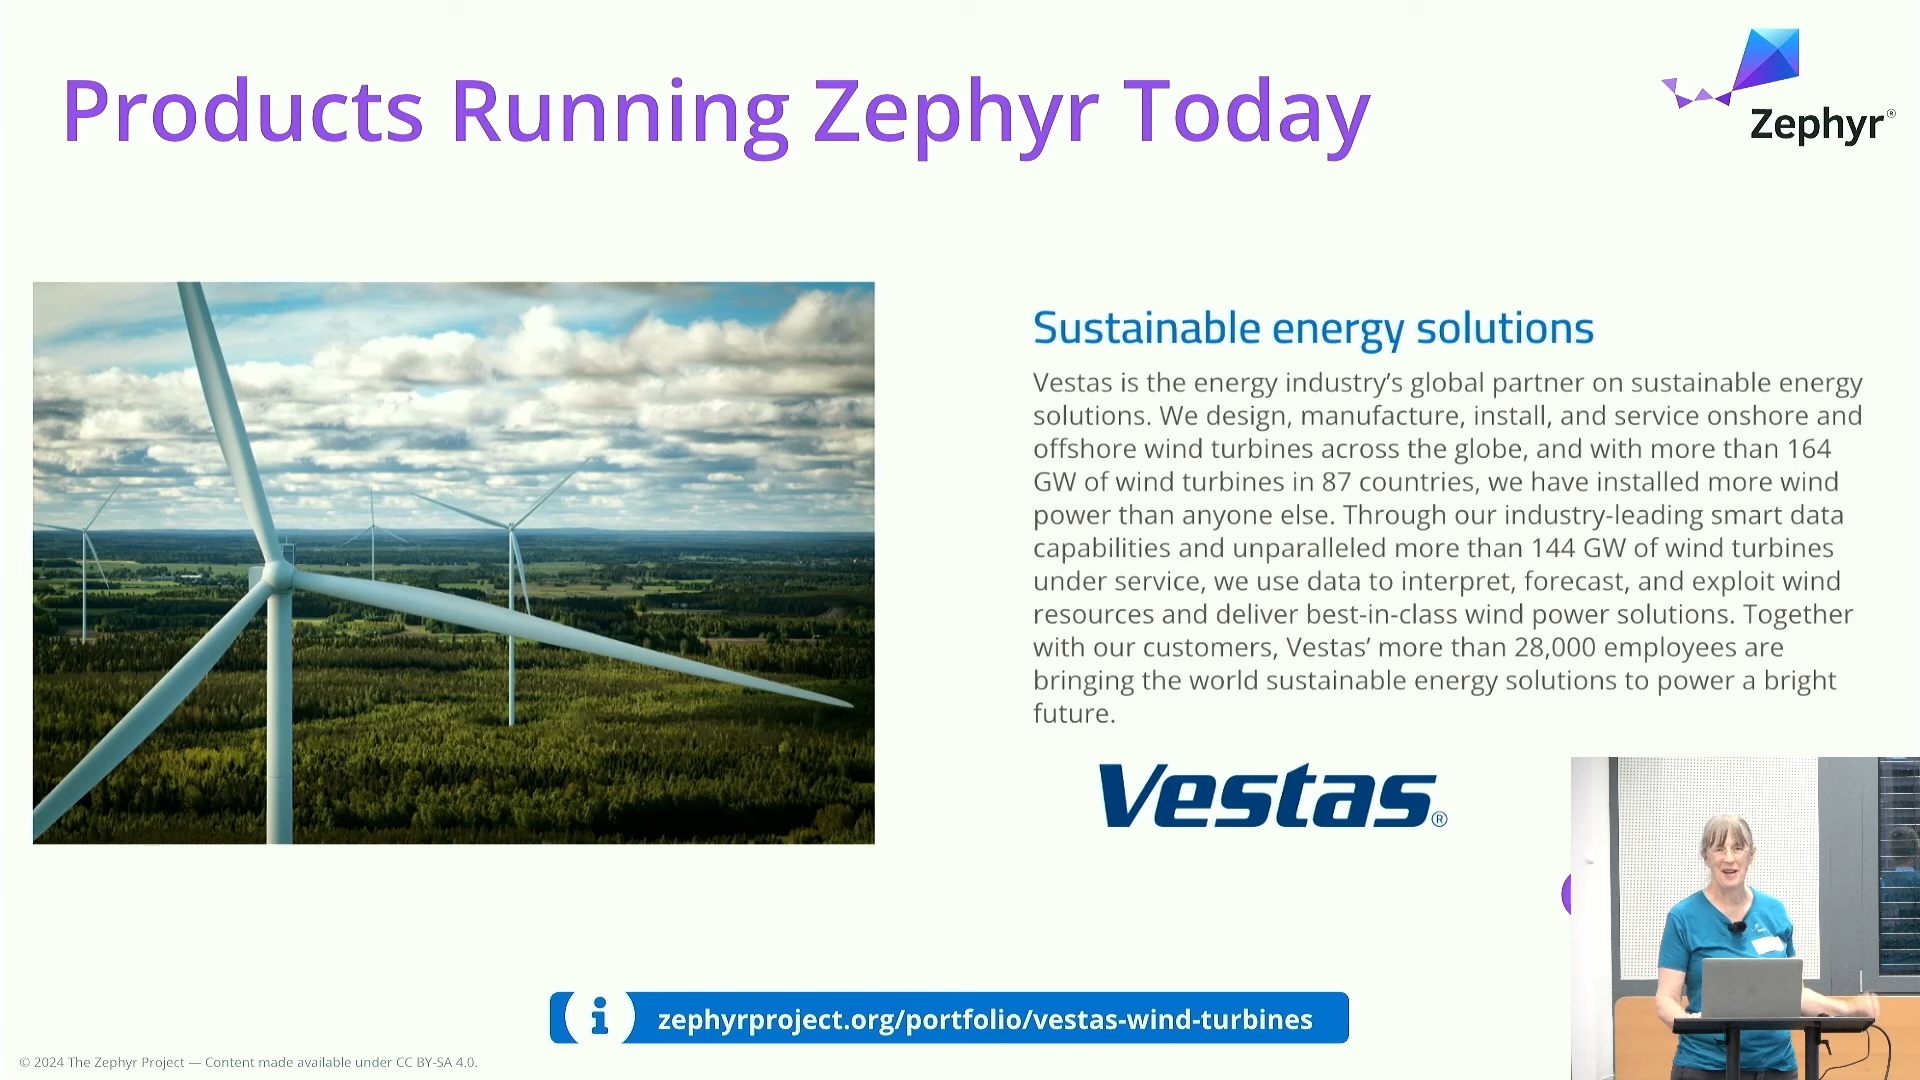 Products Running Zephyr Today
Zephyr®
Sustainable energy solutions
Vestas is the energy industry’s global partner on sustainable energy
solutions. We design, manufacture, install, and service onshore and
offshore wind turbines across the globe, and with more than 164
GW of wind turbines in 87 countries, we have installed more wind
power than anyone else. Through our industry-leading smart data
capabilities and unparalleled more than 144 GW of wind turbines
under service, we use data to interpret, forecast, and exploit wind
resources and deliver best-in-class wind power solutions. Together
with our customers, Vestas’ more than 28,000 employees are
bringing the world sustainable energy solutions to power a bright
future.
Vestas®
zephyrproject.org/portfolio/vestas-wind-turbines
© 2024 The Zephyr Project — Content made available under CC BY-SA 4.0.